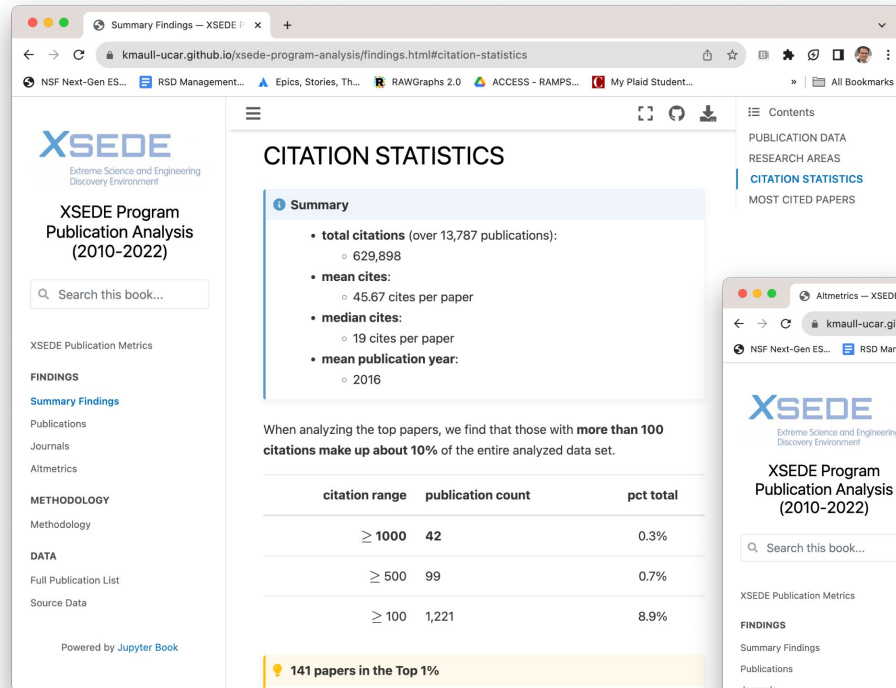 Summary Findings — XSEDE P
kmaull-ucar.github.io/xsede-program-analysis/findings.html#citation-statistics
NSF Next-Gen ES...
RSD Management...
Epics, Stories, Th...
RAWGraphs 2.0
ACCESS - RAMPS...
My Plaid Student...
»
All Bookmarks
XSEDE
Extreme Science and Engineering
Discovery Environment
XSEDE Program
Publication Analysis
(2010-2022)
Search this book...
XSEDE Publication Metrics
FINDINGS
Summary Findings
Publications
Journals
Altmetrics
METHODOLOGY
Methodology
DATA
Full Publication List
Source Data
Powered by Jupyter Book
CITATION STATISTICS
Summary
• total citations (over 13,787 publications):
◦ 629,898
• mean cites:
◦ 45.67 cites per paper
• median cites:
◦ 19 cites per paper
• mean publication year:
◦ 2016
When analyzing the top papers, we find that those with more than 100
citations make up about 10% of the entire analyzed data set.
citation range publication count pct total
≥ 1000 42 0.3%
≥ 500 99 0.7%
≥ 100 1,221 8.9%
141 papers in the Top 1%
Contents
PUBLICATION DATA
RESEARCH AREAS
CITATION STATISTICS
MOST CITED PAPERS
Altmetrics — XSEDE
kmaull-ucar.gi
NSF Next-Gen ES...
RSD Man
XSEDE
Extreme Science and Engineering
Discovery Environment
XSEDE Program
Publication Analysis
(2010-2022)
Search this book...
XSEDE Publication Metrics
FINDINGS
Summary Findings
Publications